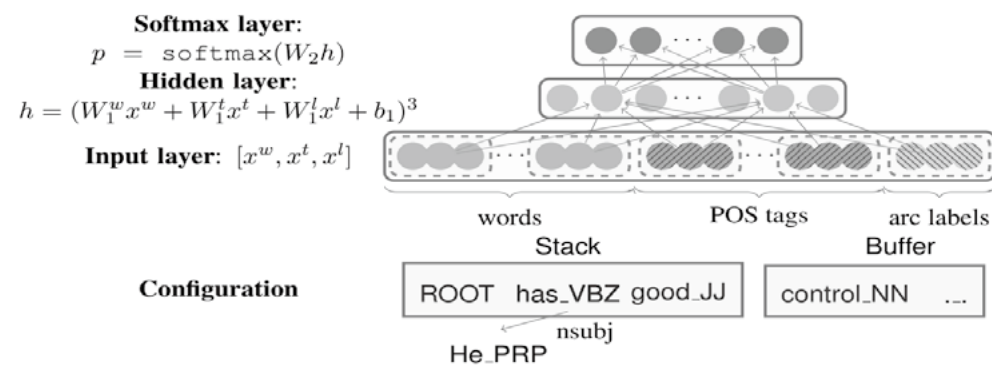 Softmax layer:
p = softmax(W₂h)
Hidden layer:
h = (W₁ʷxʷ + W₁ᵗxᵗ + W₁ˡxˡ + b₁)³
Input layer: [xʷ, xᵗ, xˡ]
···
···
··· ···
words POS tags arc labels
Stack Buffer
Configuration
ROOT has_VBZ good_JJ control_NN ._.
nsubj
He_PRP